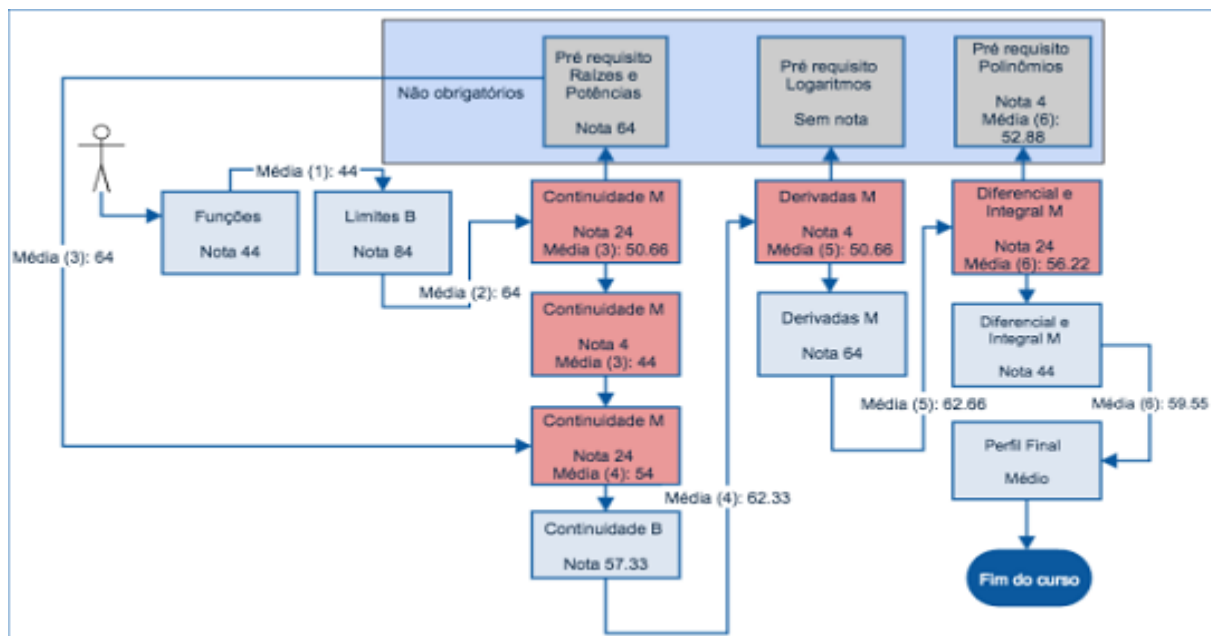 Não obrigatórios
Pré requisito
Raízes e
Potências
Nota 64
Pré requisito
Logaritmos
Sem nota
Pré requisito
Polinômios
Nota 4
Média (6):
52.88
Média (1): 44
Funções
Nota 44
Limites B
Nota 84
Média (2): 64
Média (3): 64
Continuidade M
Nota 24
Média (3): 50.66
Continuidade M
Nota 4
Média (3): 44
Continuidade M
Nota 24
Média (4): 54
Continuidade B
Nota 57.33
Média (4): 62.33
Derivadas M
Nota 4
Média (5): 50.66
Derivadas M
Nota 64
Média (5): 62.66
Diferencial e
Integral M
Nota 24
Média (6): 56.22
Diferencial e
Integral M
Nota 44
Média (6): 59.55
Perfil Final
Médio
Fim do curso